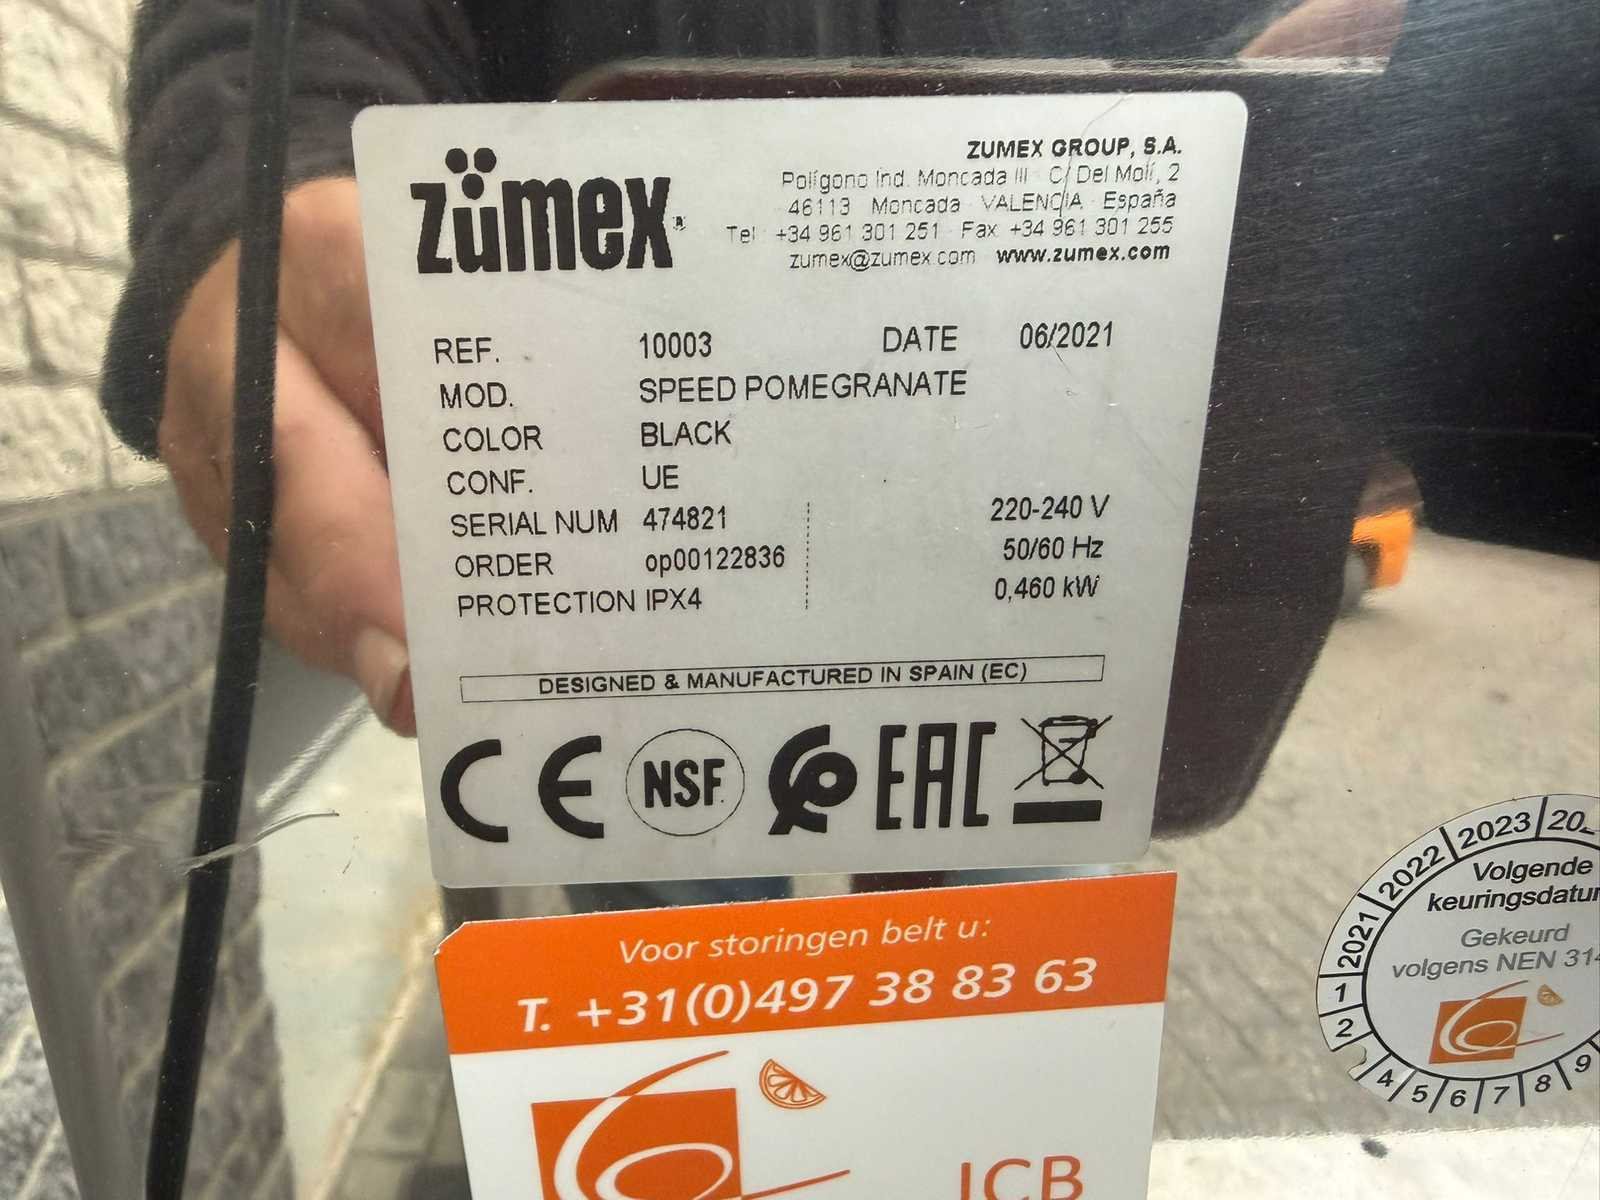 zümex
ZUMEX GROUP, S.A.
Polígono Ind. Moncada III C/ Del Molí, 2
46113 Moncada · VALENCIA · España
Tel +34 961 301 251 Fax +34 961 301 255
zumex@zumex.com www.zumex.com
REF. 10003 DATE 06/2021
MOD. SPEED POMEGRANATE
COLOR BLACK
CONF. UE
SERIAL NUM 474821 220-240 V
ORDER op00122836 50/60 Hz
PROTECTION IPX4 0,460 kW
DESIGNED & MANUFACTURED IN SPAIN (EC)
CE NSF EAC
Voor storingen belt u:
T. +31(0)497 38 83 63
ICB
2021 2022 2023
Volgende
keuringsdatum
Gekeurd
volgens NEN
1 2 4 5 6 7 8 9